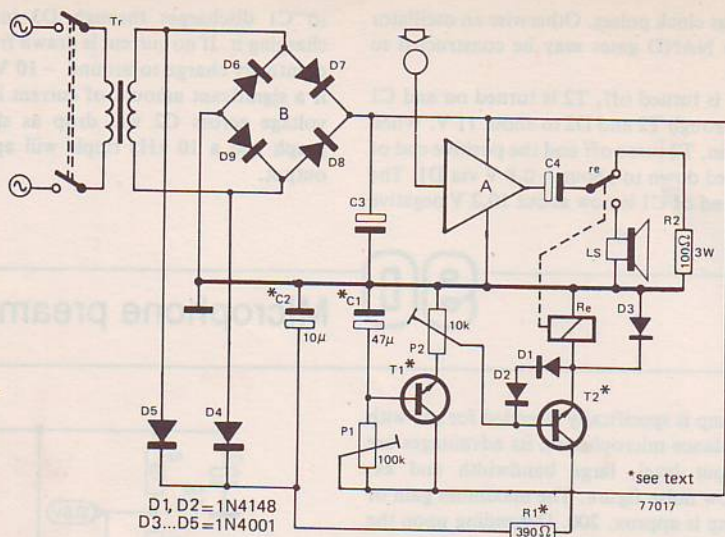 Tr
D6
D7
B
D9
D8
A
C4
re
R2
100Ω
3W
LS
C3
*C2
10µ
*C1
47µ
10k
P2
Re
D3
D1
D2
T1*
T2*
D5
D4
P1
100k
*see text
77017
D1, D2 = 1N4148
D3...D5 = 1N4001
R1*
390Ω